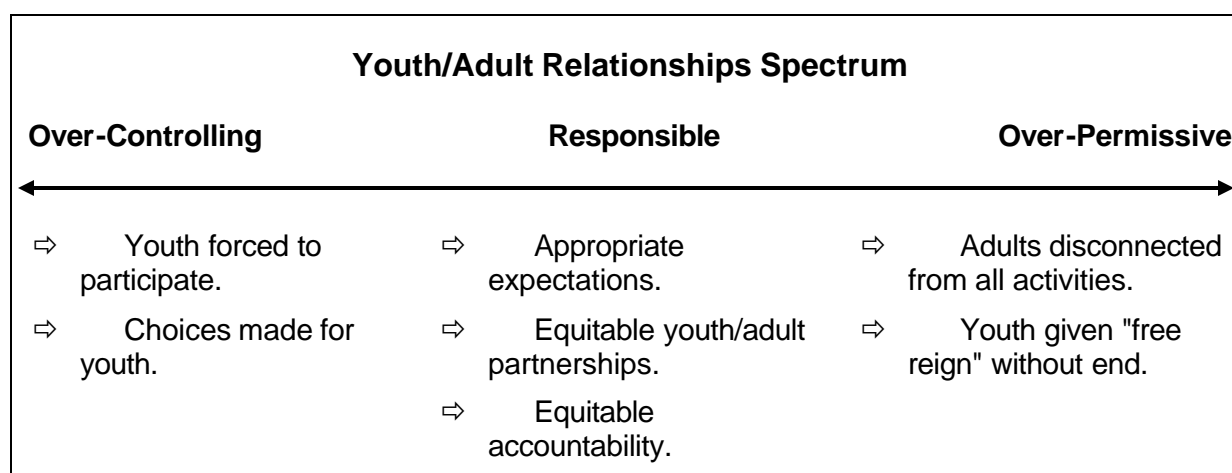 Youth/Adult Relationships Spectrum
Over-Controlling Responsible Over-Permissive
⇨ Youth forced to
participate.
⇨ Choices made for
youth.
⇨ Appropriate
expectations.
⇨ Equitable youth/adult
partnerships.
⇨ Equitable
accountability.
⇨ Adults disconnected
from all activities.
⇨ Youth given "free
reign" without end.